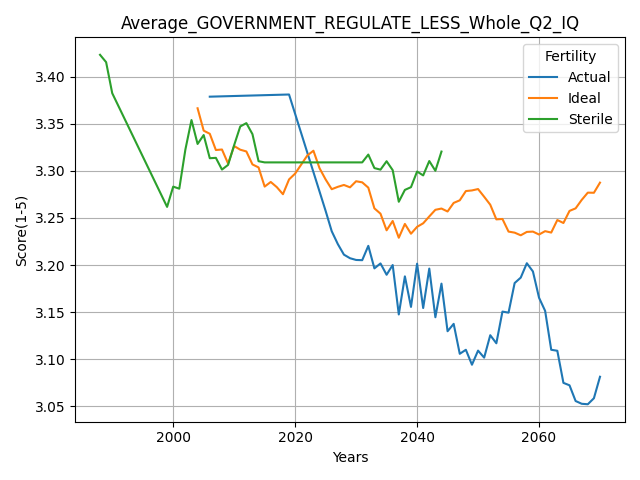 Average_GOVERNMENT_REGULATE_LESS_Whole_Q2_IQ
Fertility
Actual
Ideal
Sterile
Score(1-5)
3.40
3.35
3.30
3.25
3.20
3.15
3.10
3.05
2000 2020 2040 2060
Years